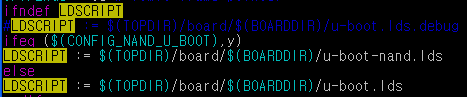 ifndef LDSCRIPT
#LDSCRIPT := $(TOPDIR)/board/$(BOARDDIR)/u-boot.lds.debug
ifeq ($(CONFIG_NAND_U_BOOT),y)
LDSCRIPT := $(TOPDIR)/board/$(BOARDDIR)/u-boot-nand.lds
else
LDSCRIPT := $(TOPDIR)/board/$(BOARDDIR)/u-boot.lds